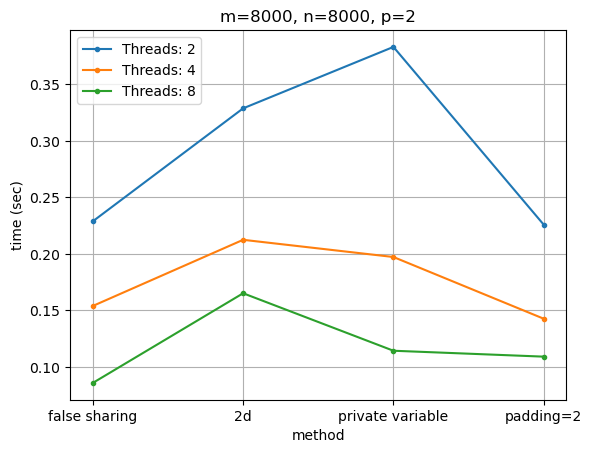 m=8000, n=8000, p=2
Threads: 2
Threads: 4
Threads: 8
time (sec)
0.35
0.30
0.25
0.20
0.15
0.10
false sharing 2d private variable padding=2
method